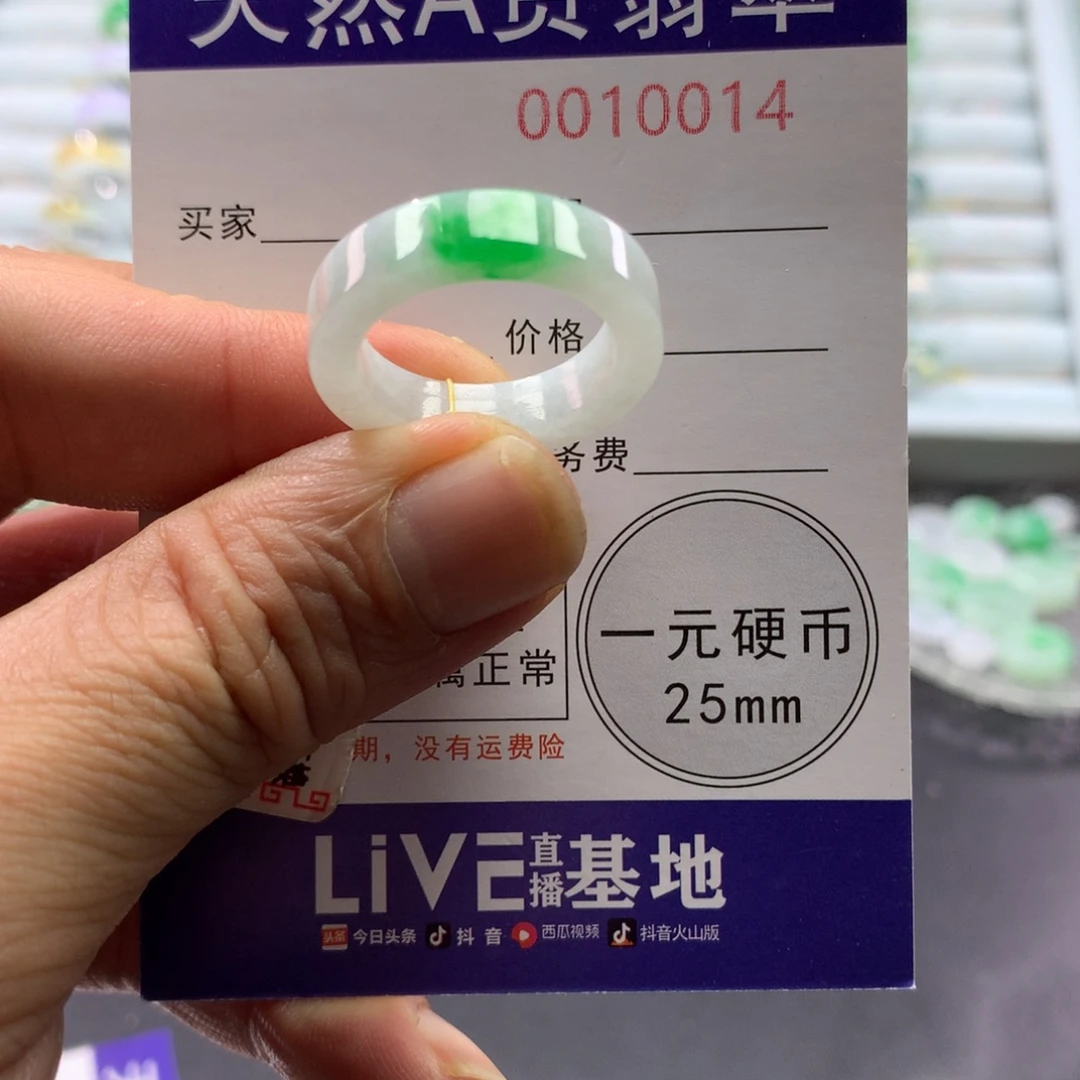 天然A货翡翠
0010014
买家
价格
务费
属正常
期，没有运费险
一元硬币
25mm
LiVE直播基地
头条 今日头条 抖音 西瓜视频 抖音火山版